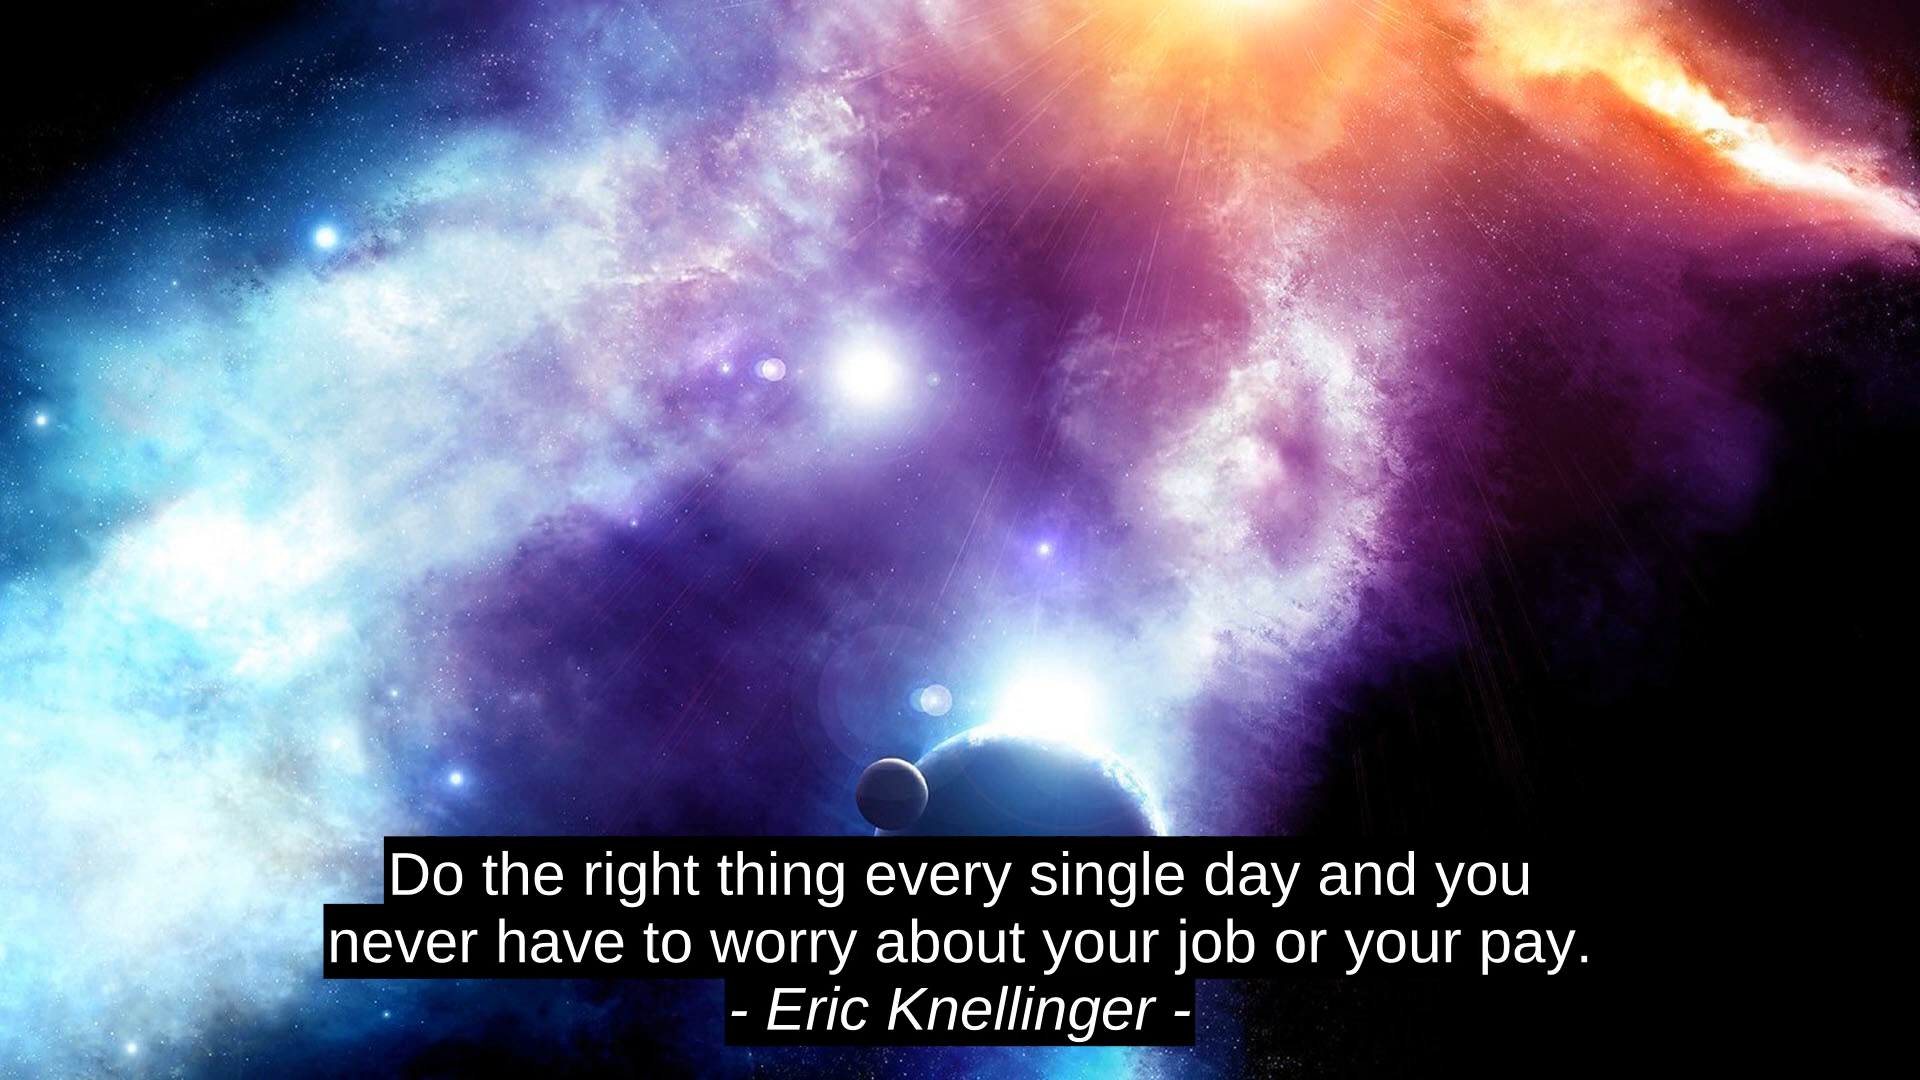 Do the right thing every single day and you
never have to worry about your job or your pay.
- Eric Knellinger -